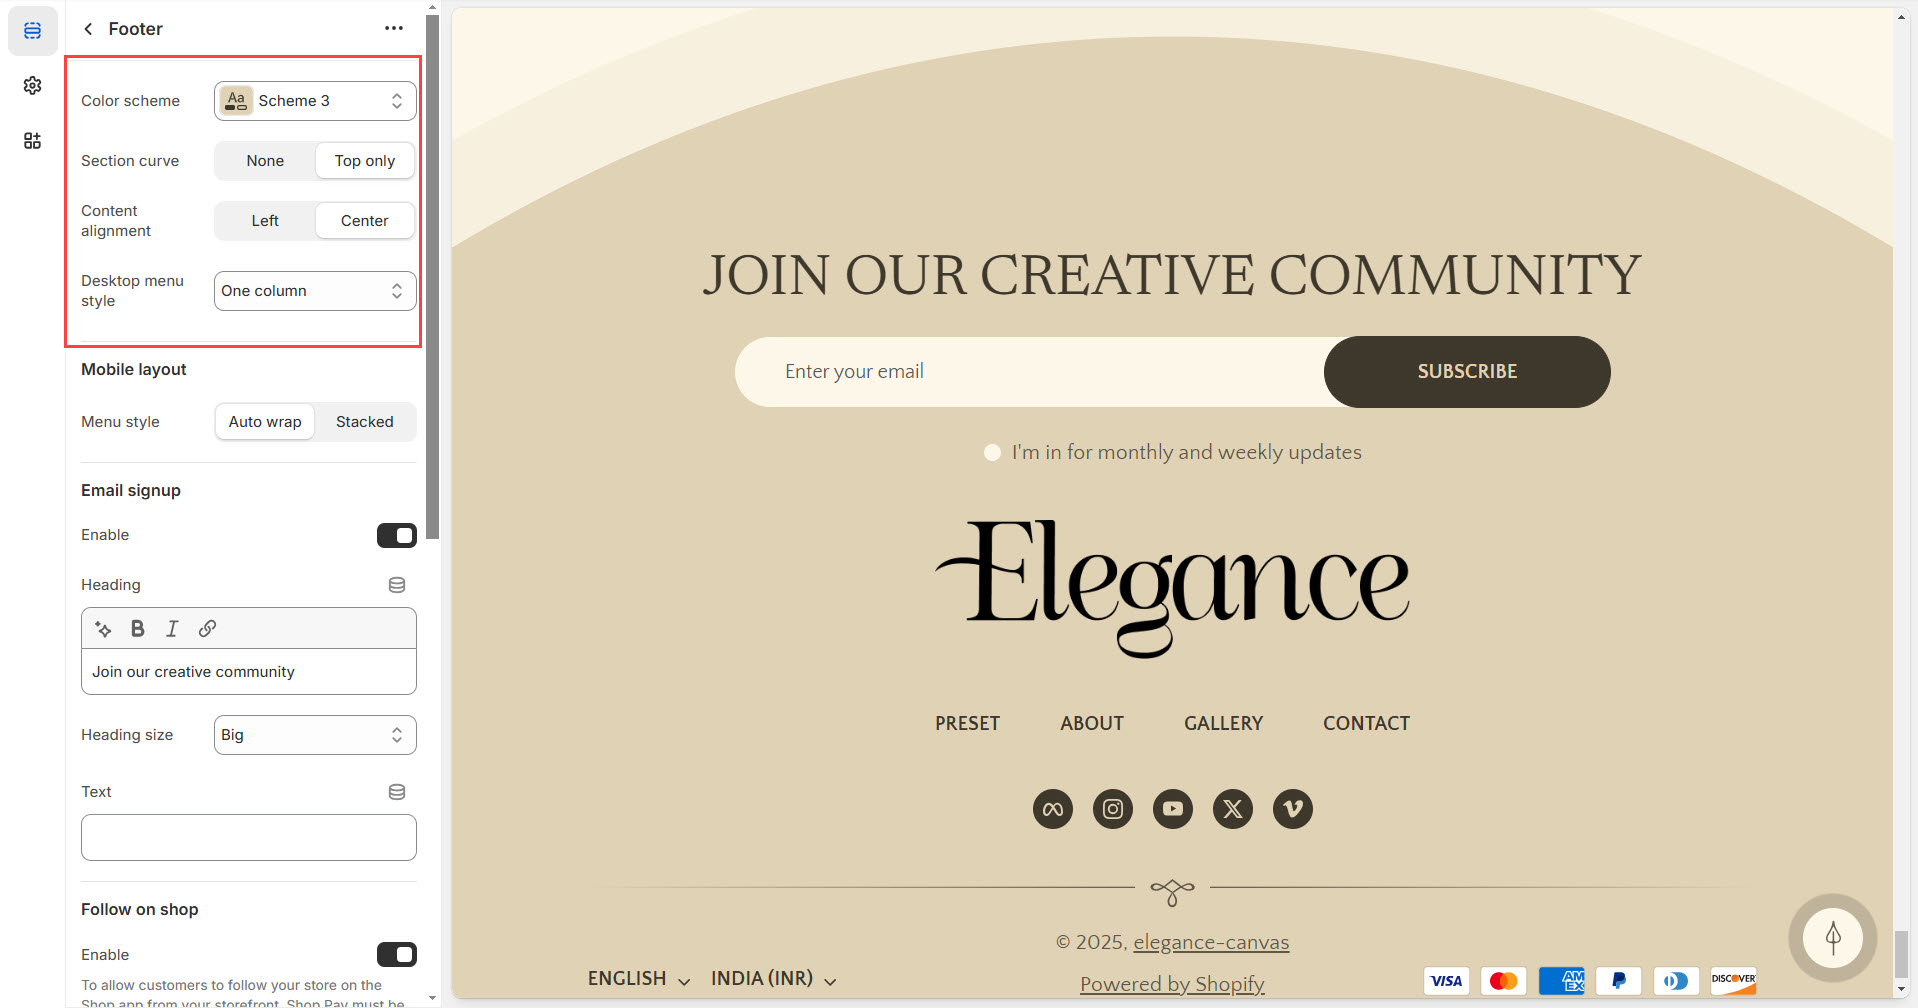 Footer
Color scheme
Aa Scheme 3
Section curve
None Top only
Content
alignment
Left Center
Desktop menu
style
One column
Mobile layout
Menu style
Auto wrap Stacked
Email signup
Enable
Heading
B I
Join our creative community
Heading size
Big
Text
Follow on shop
Enable
To allow customers to follow your store on the
Shop app from your storefront, Shop Pay must be
JOIN OUR CREATIVE COMMUNITY
Enter your email
SUBSCRIBE
I'm in for monthly and weekly updates
Elegance
PRESET ABOUT GALLERY CONTACT
© 2025, elegance-canvas
ENGLISH INDIA (INR)
Powered by Shopify
VISA
AM
EX
DISCOVER